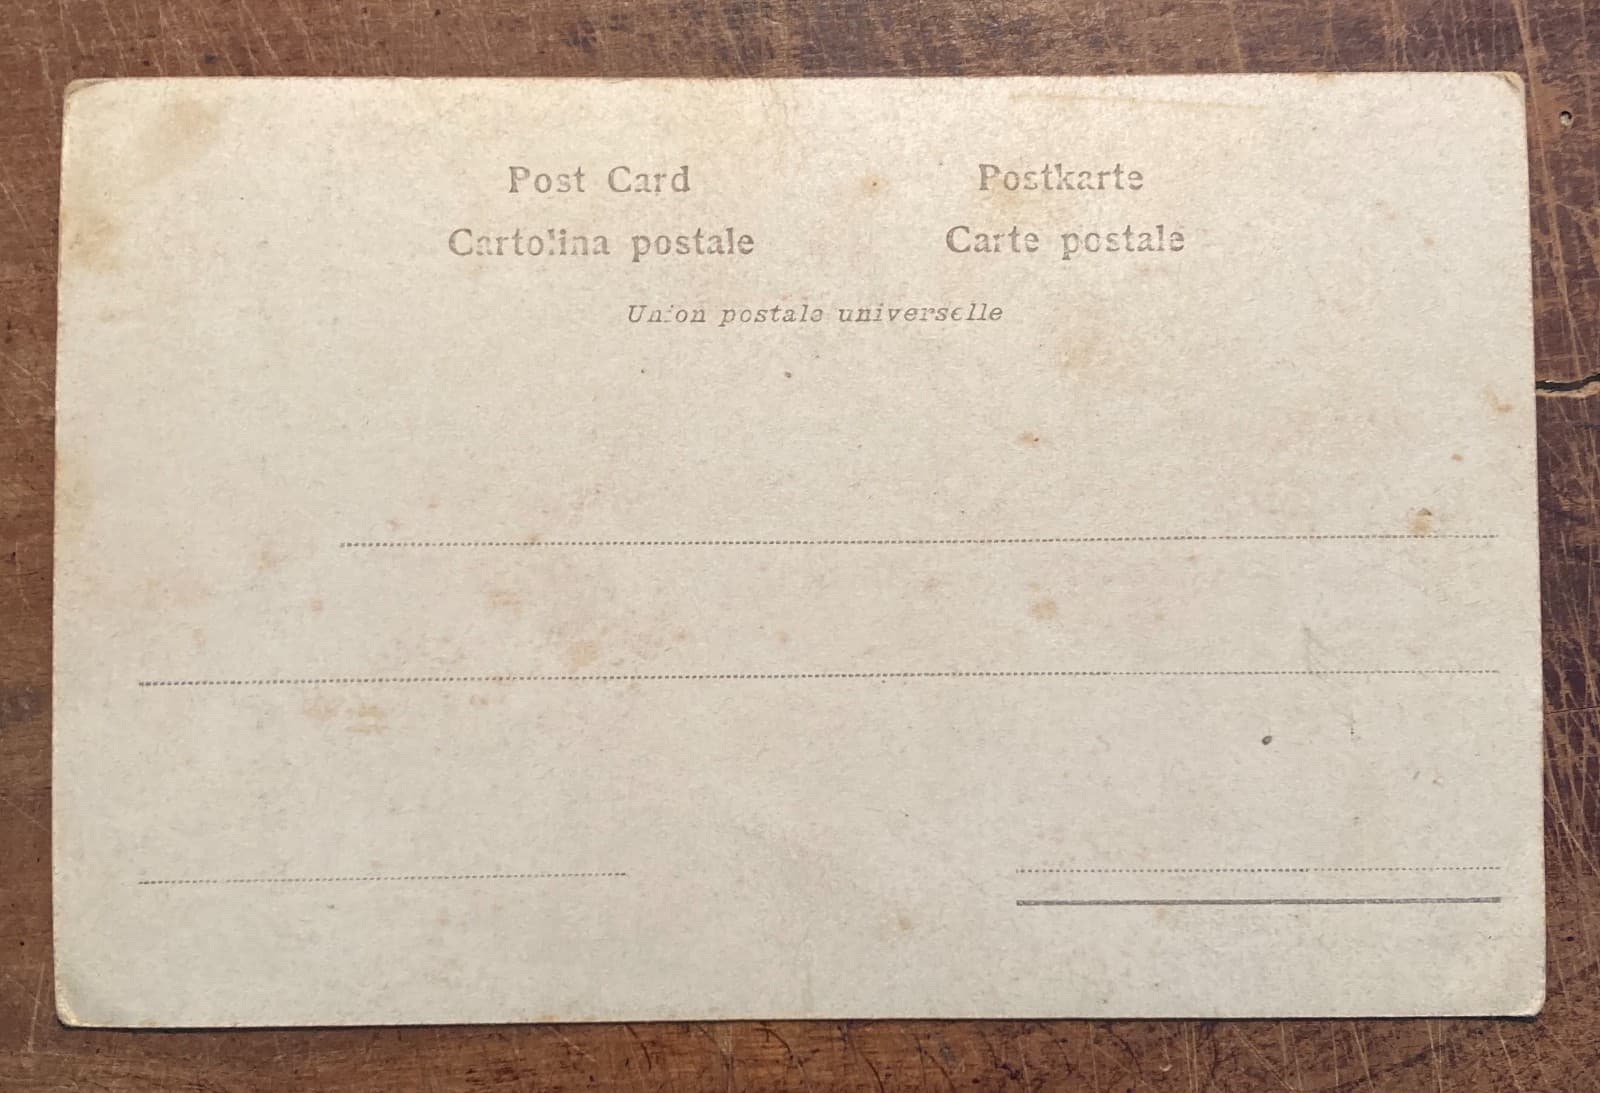 Post Card Postkarte
Cartolina postale Carte postale
Union postale universelle